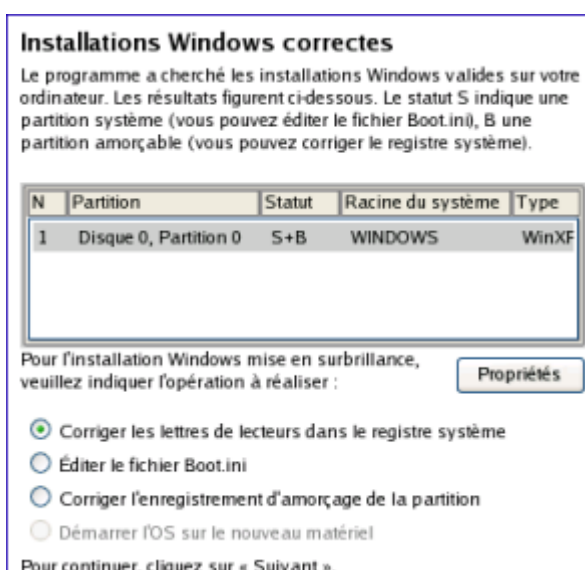 Installations Windows correctes
Le programme a cherché les installations Windows valides sur votre
ordinateur. Les résultats figurent ci-dessous. Le statut S indique une
partition système (vous pouvez éditer le fichier Boot.ini), B une
partition amorçable (vous pouvez corriger le registre système).
N Partition Statut Racine du système Type
1 Disque 0, Partition 0 S+B WINDOWS WinXP
Pour l'installation Windows mise en surbrillance,
veuillez indiquer l'opération à réaliser :
Propriétés
Corriger les lettres de lecteurs dans le registre système
Éditer le fichier Boot.ini
Corriger l'enregistrement d'amorçage de la partition
Démarrer l'OS sur le nouveau matériel
Pour continuer, cliquez sur « Suivant ».